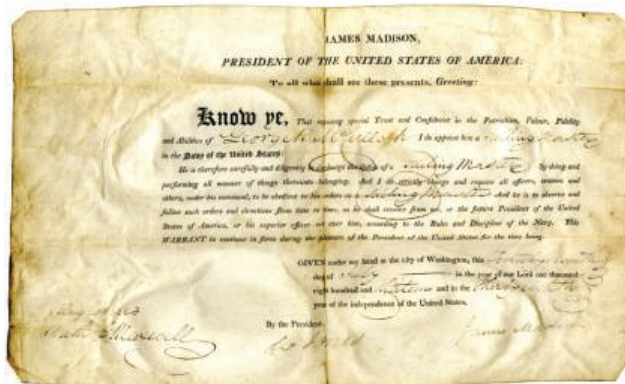 JAMES MADISON,
PRESIDENT OF THE UNITED STATES OF AMERICA:
To all who shall see these presents, Greeting:
Know ye, That reposing special Trust and Confidence in the Patriotism, Valour, Fidelity
and Abilities of I do appoint him a Sailing Master
in the Navy of the United States:
He is therefore carefully and diligently to discharge the duties of a Sailing Master By doing and
performing all manner of things thereunto belonging. And I do strictly charge and require all officers, seamen and
others, under his command, to be obedient to his orders as a Sailing Master And he is to observe and
follow such orders and directions from time to time, as he shall receive from me, or the future President of the United
States of America, or his superior officer set over him, according to the Rules and Discipline of the Navy. This
WARRANT to continue in force during the pleasure of the President of the United States for the time being.
GIVEN under my hand at the city of Washington, this
day of in the year of our Lord one thousand
eight hundred and and in the
year of the independence of the United States.
By the President.
James Madison